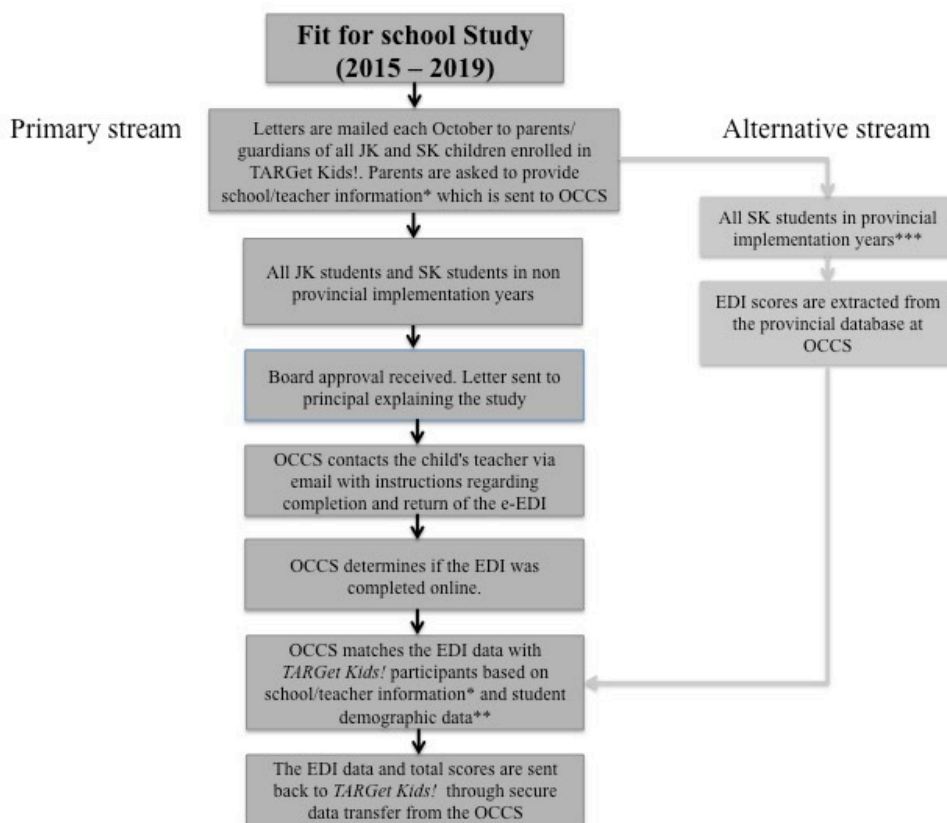 Fit for school Study
(2015 – 2019)
Primary stream
Alternative stream
Letters are mailed each October to parents/
guardians of all JK and SK children enrolled in
TARGet Kids!. Parents are asked to provide
school/teacher information* which is sent to OCCS
All SK students in provincial
implementation years***
All JK students and SK students in non
provincial implementation years
EDI scores are extracted from
the provincial database at
OCCS
Board approval received. Letter sent to
principal explaining the study
OCCS contacts the child's teacher via
email with instructions regarding
completion and return of the e-EDI
OCCS determines if the EDI was
completed online.
OCCS matches the EDI data with
TARGet Kids! participants based on
school/teacher information* and student
demographic data**
The EDI data and total scores are sent
back to TARGet Kids! through secure
data transfer from the OCCS